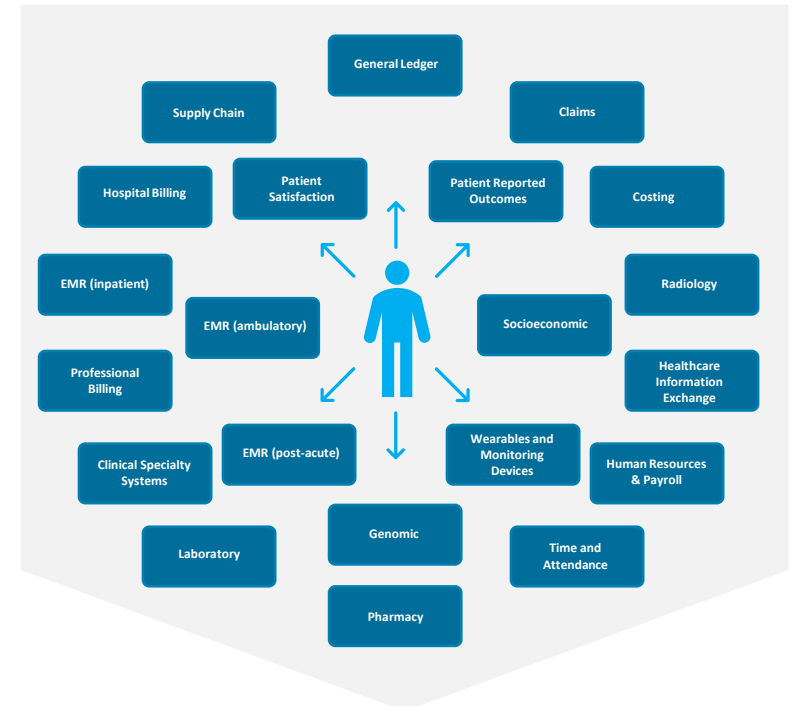 General Ledger
Supply Chain
Claims
Patient
Satisfaction
Patient Reported
Outcomes
Hospital Billing
Costing
EMR (inpatient)
Radiology
EMR (ambulatory)
Socioeconomic
Professional
Billing
Healthcare
Information
Exchange
EMR (post-acute)
Wearables and
Monitoring
Devices
Clinical Specialty
Systems
Human Resources
& Payroll
Genomic
Laboratory
Time and
Attendance
Pharmacy